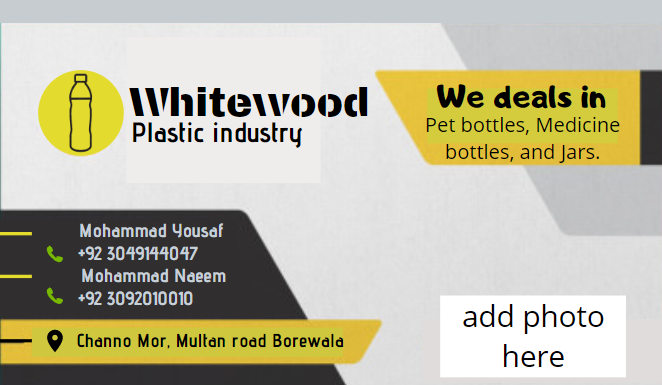 Whitewood
Plastic industry
We deals in
Pet bottles, Medicine
bottles, and Jars.
Mohammad Yousaf
+92 3049144047
Mohammad Naeem
+92 3092010010
Channo Mor, Multan road Borewala
add photo
here